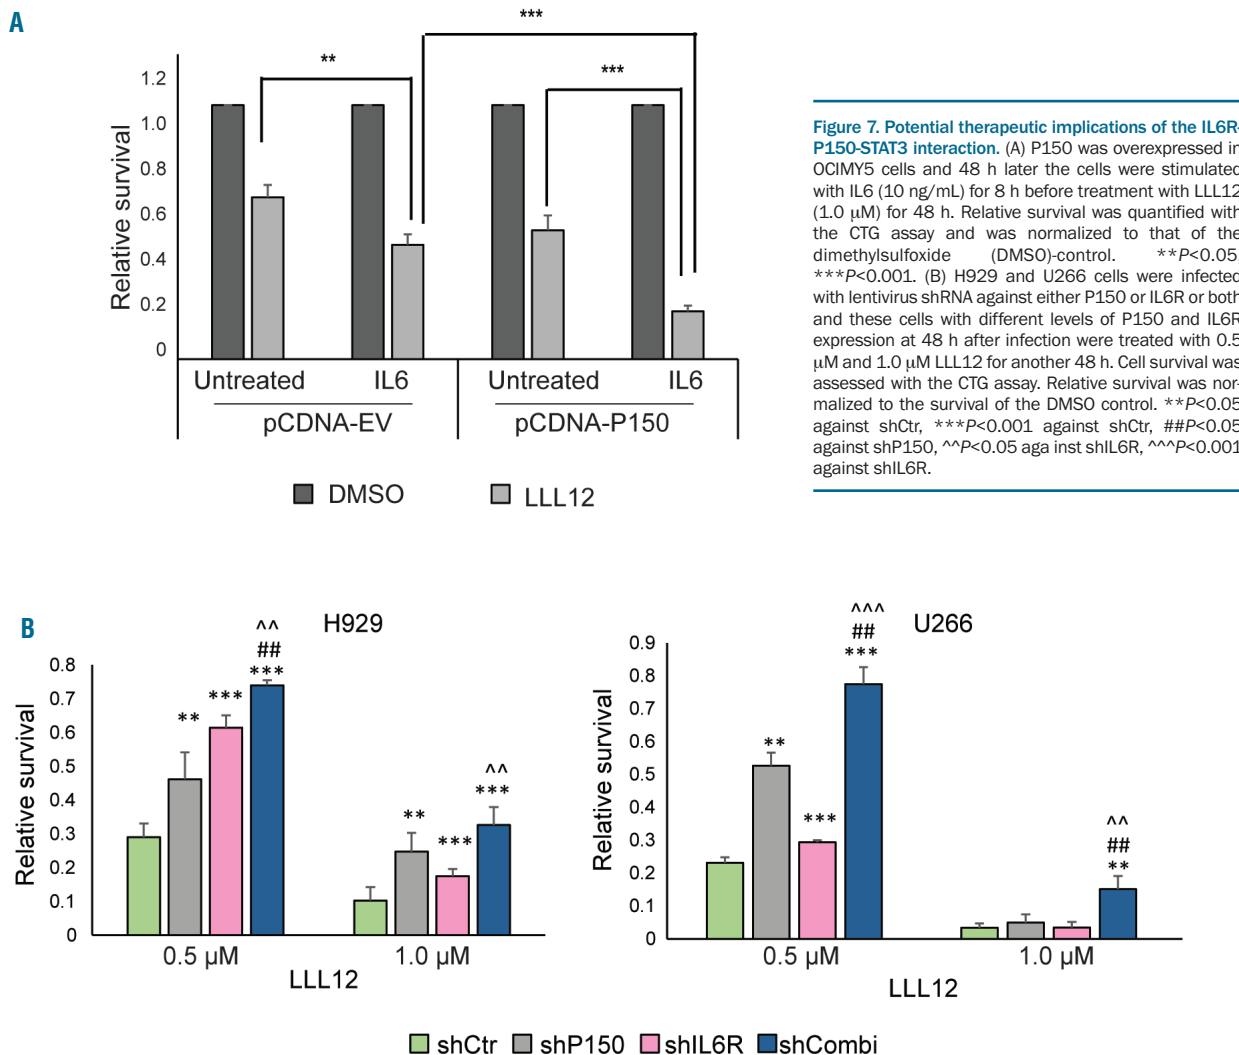 A
***
**
***
1.2
1.0
0.8
0.6
0.4
0.2
0
Relative survival
Untreated IL6 Untreated IL6
pCDNA-EV pCDNA-P150
DMSO LLL12
Figure 7. Potential therapeutic implications of the IL6R-
P150-STAT3 interaction. (A) P150 was overexpressed in
OCIMY5 cells and 48 h later the cells were stimulated
with IL6 (10 ng/mL) for 8 h before treatment with LLL12
(1.0 μM) for 48 h. Relative survival was quantified with
the CTG assay and was normalized to that of the
dimethylsulfoxide (DMSO)-control. **P<0.05,
***P<0.001. (B) H929 and U266 cells were infected
with lentivirus shRNA against either P150 or IL6R or both
and these cells with different levels of P150 and IL6R
expression at 48 h after infection were treated with 0.5
μM and 1.0 μM LLL12 for another 48 h. Cell survival was
assessed with the CTG assay. Relative survival was nor-
malized to the survival of the DMSO control. **P<0.05
against shCtr, ***P<0.001 against shCtr, ##P<0.05
against shP150, ^^P<0.05 aga inst shIL6R, ^^^P<0.001
against shIL6R.
B
H929
0.8
0.7
0.6
0.5
0.4
0.3
0.2
0.1
0
Relative survival
**
***
^^
##
***
**
***
^^
***
0.5 μM 1.0 μM
LLL12
U266
0.9
0.8
0.7
0.6
0.5
0.4
0.3
0.2
0.1
0
Relative survival
**
***
^^^
##
***
^^
##
**
0.5 μM 1.0 μM
LLL12
shCtr shP150 shIL6R shCombi